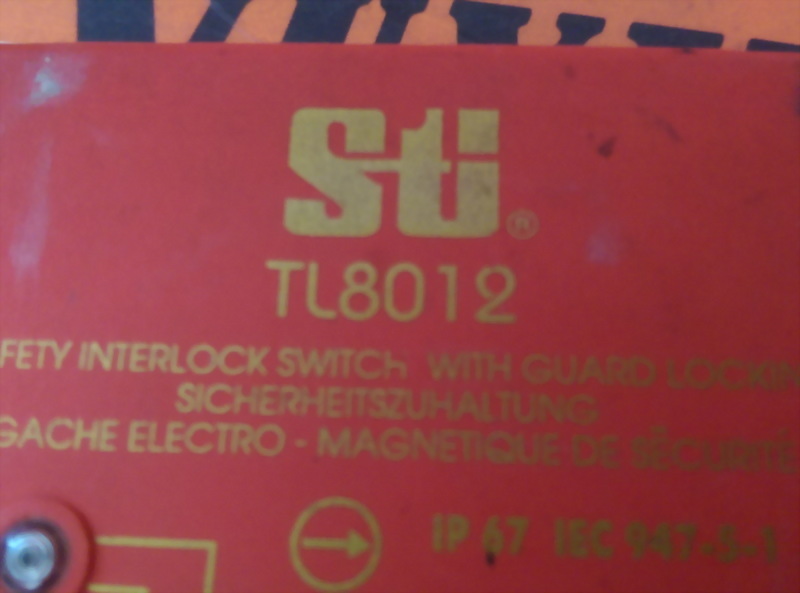 Sti®
TL8012
FETY INTERLOCK SWITCH WITH GUARD LOCKIN
SICHERHEITSZUHALTUNG
GACHE ELECTRO - MAGNETIQUE DE SÉCURITÉ
IP 67 IEC 947-5-1